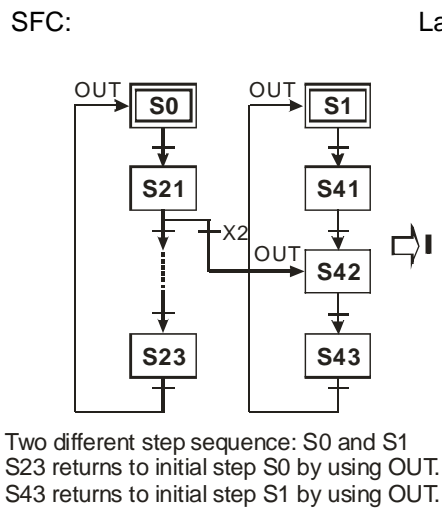 SFC: La
OUT S0 OUT S1
S21 S41
X2
OUT
S42
S23 S43
Two different step sequence: S0 and S1
S23 returns to initial step S0 by using OUT.
S43 returns to initial step S1 by using OUT.